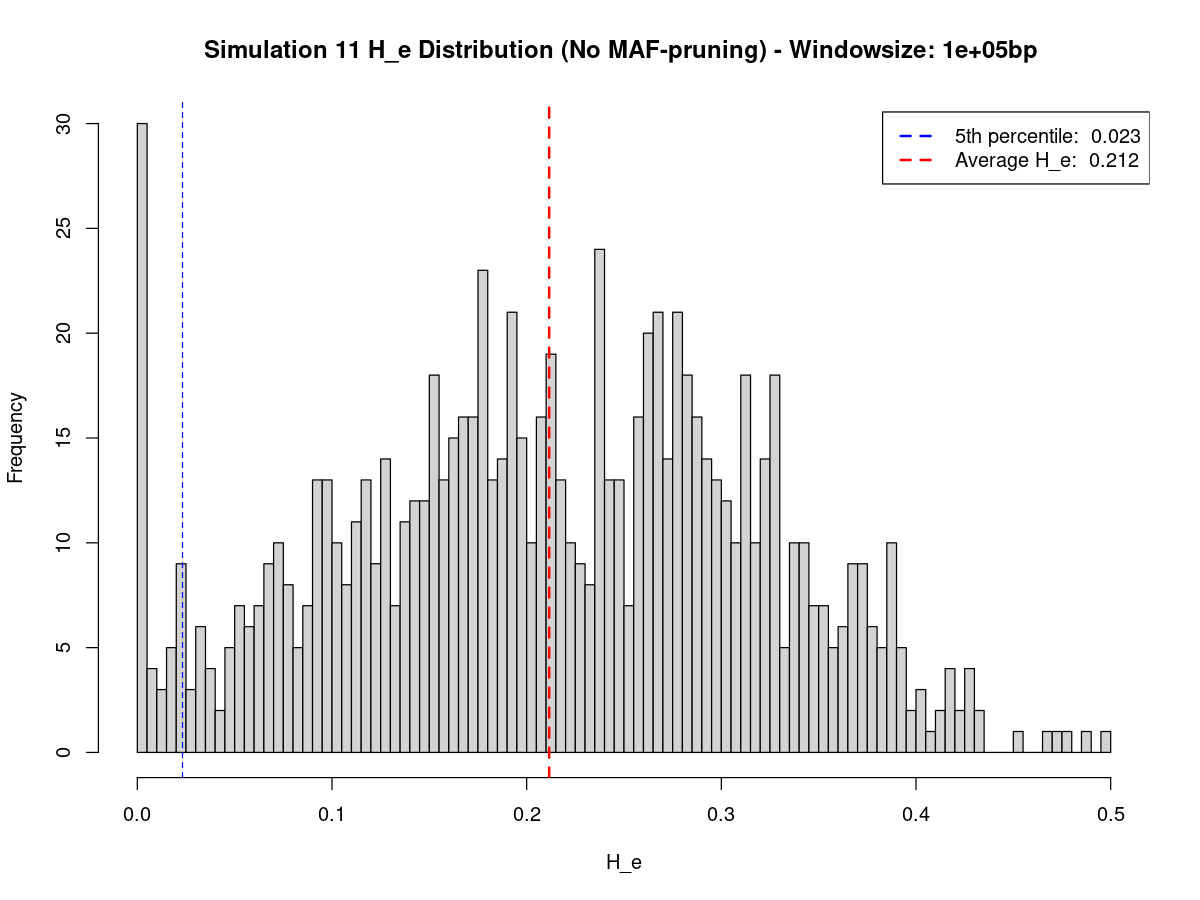 Simulation 11 H_e Distribution (No MAF-pruning) - Windowsize: 1e+05bp
5th percentile: 0.023
Average H_e: 0.212
Frequency
30
25
20
15
10
5
0
0.0 0.1 0.2 0.3 0.4 0.5
H_e